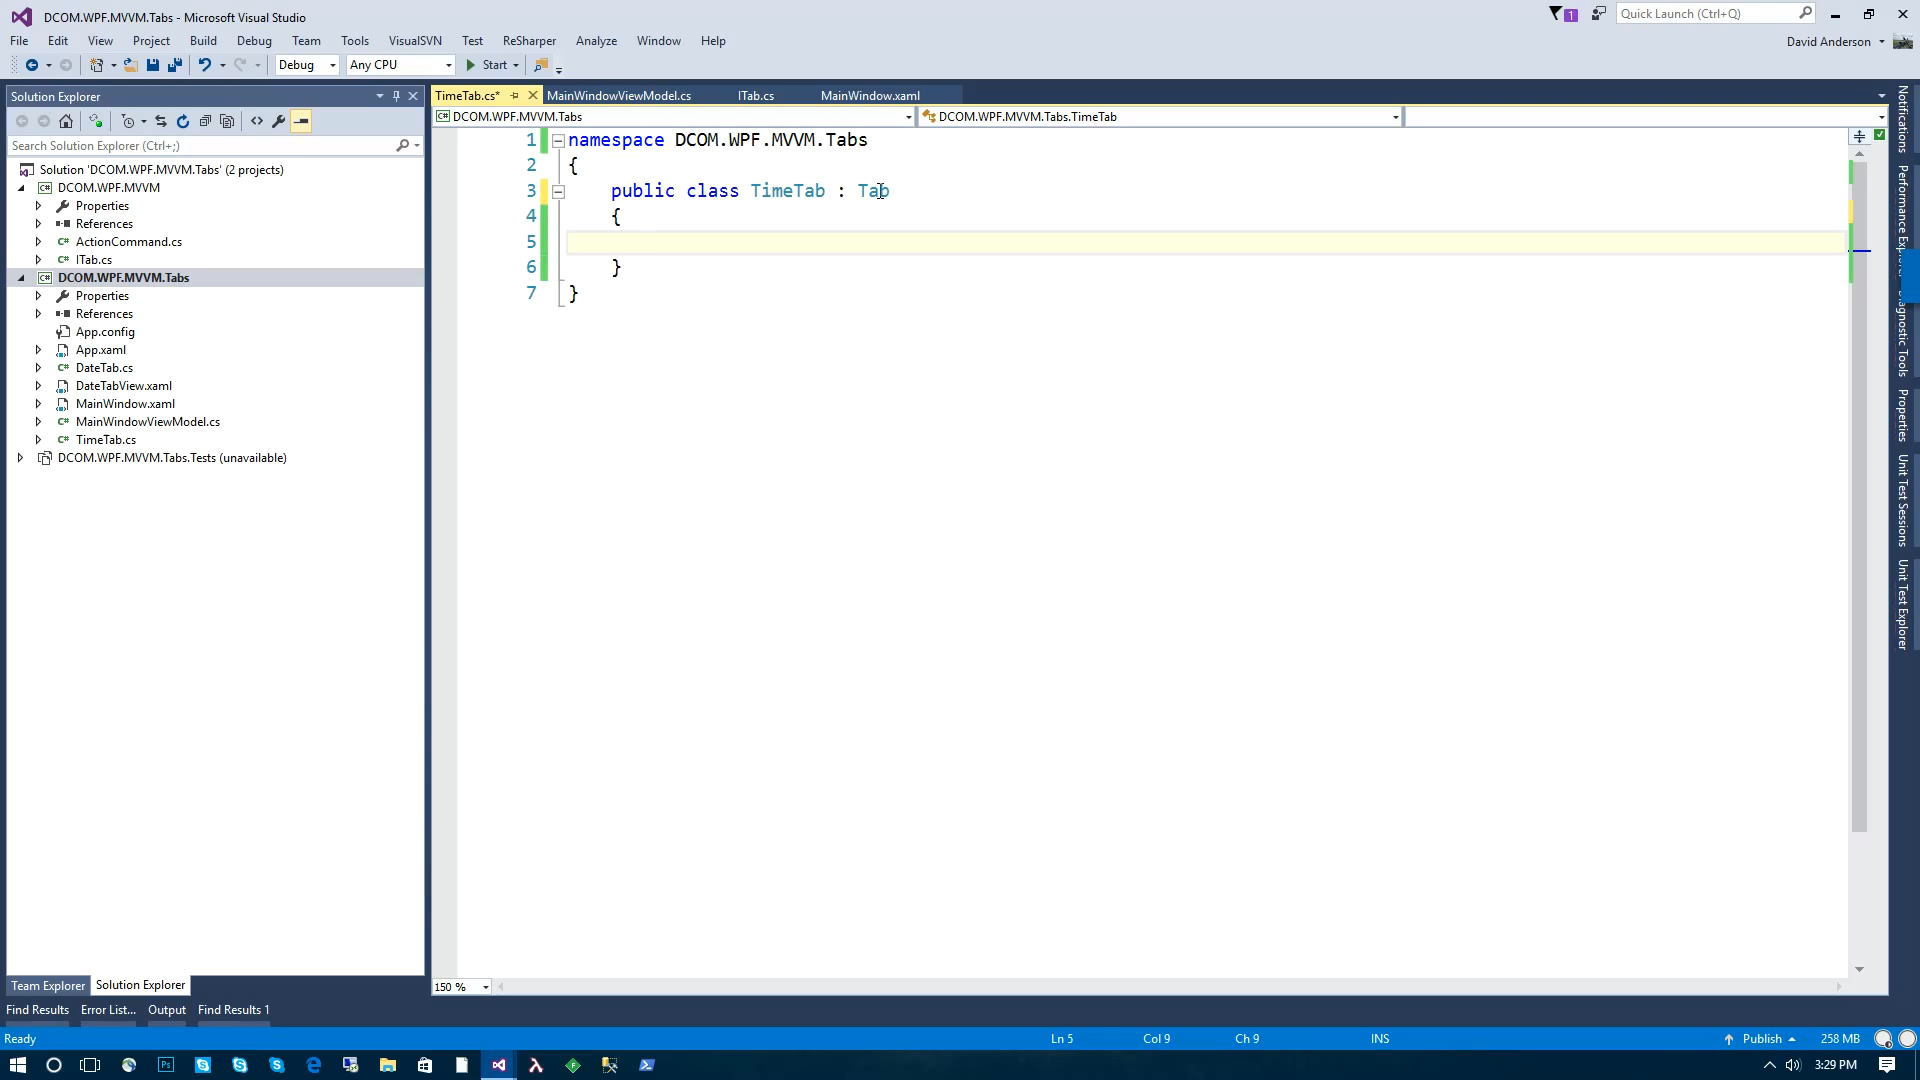 DCOM.WPF.MVVM.Tabs - Microsoft Visual Studio
1
Quick Launch (Ctrl+Q)
File Edit View Project Build Debug Team Tools VisualSVN Test ReSharper Analyze Window Help
David Anderson
Debug Any CPU Start
Solution Explorer
Search Solution Explorer (Ctrl+;)
Solution 'DCOM.WPF.MVVM.Tabs' (2 projects)
DCOM.WPF.MVVM
Properties
References
ActionCommand.cs
ITab.cs
DCOM.WPF.MVVM.Tabs
Properties
References
App.config
App.xaml
DateTab.cs
DateTabView.xaml
MainWindow.xaml
MainWindowViewModel.cs
TimeTab.cs
DCOM.WPF.MVVM.Tabs.Tests (unavailable)
Team Explorer Solution Explorer
TimeTab.cs* MainWindowViewModel.cs ITab.cs MainWindow.xaml
DCOM.WPF.MVVM.Tabs DCOM.WPF.MVVM.Tabs.TimeTab
1 namespace DCOM.WPF.MVVM.Tabs
2 {
3 public class TimeTab : Tab
4 {
5
6 }
7 }
150 %
Notifications
Performance Explorer
Diagnostic Tools
Properties
Unit Test Sessions
Unit Test Explorer
Find Results Error List... Output Find Results 1
Ready Ln 5 Col 9 Ch 9 INS Publish 258 MB
3:29 PM